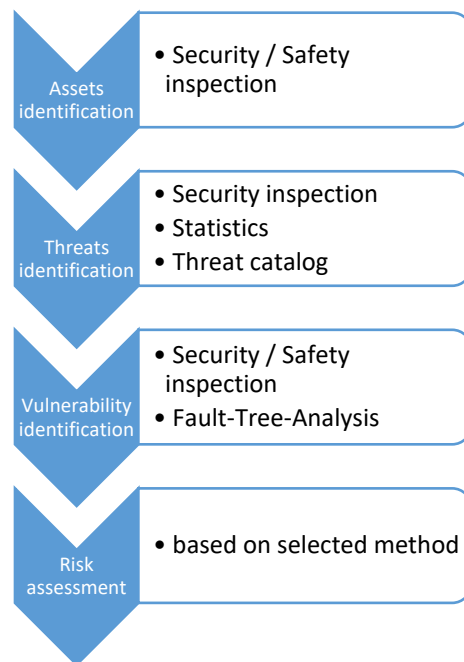 Assets
identification
• Security / Safety
inspection
Threats
identification
• Security inspection
• Statistics
• Threat catalog
Vulnerability
identification
• Security / Safety
inspection
• Fault-Tree-Analysis
Risk
assessment
• based on selected method